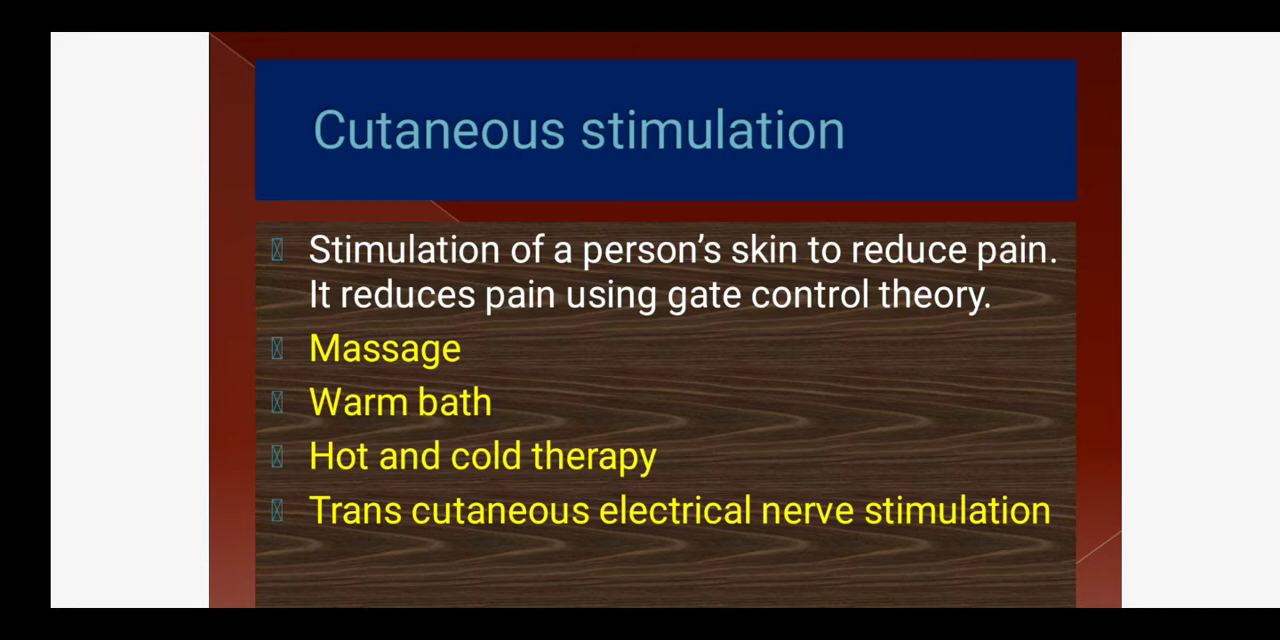 Cutaneous stimulation
Stimulation of a person’s skin to reduce pain.
It reduces pain using gate control theory.
Massage
Warm bath
Hot and cold therapy
Trans cutaneous electrical nerve stimulation